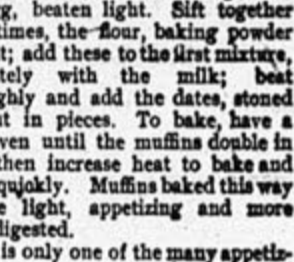 g, beaten light. Sift together
times, the flour, baking powder
t; add these to the first mixture,
tely with the milk; beat
ghly and add the dates, stoned
ut in pieces. To bake, have a
ven until the muffins double in
then increase heat to bake and
quickly. Muffins baked this way
e light, appetizing and more
digested.
is only one of the many appetiz-